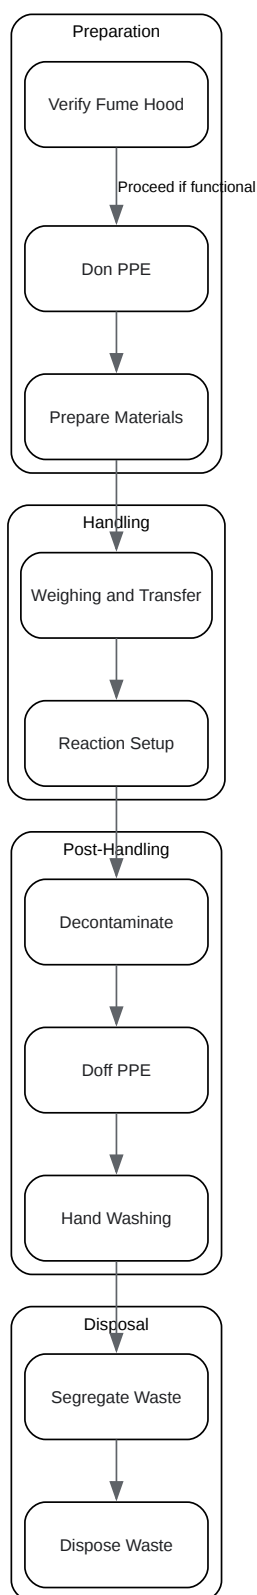 Preparation
Verify Fume Hood
Proceed if functional
Don PPE
Prepare Materials
Handling
Weighing and Transfer
Reaction Setup
Post-Handling
Decontaminate
Doff PPE
Hand Washing
Disposal
Segregate Waste
Dispose Waste